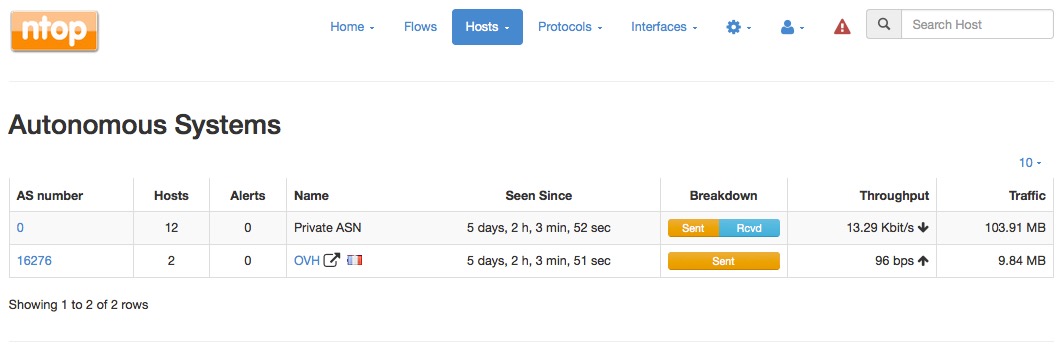 ntop Home Flows Hosts Protocols Interfaces Search Host
Autonomous Systems
10
AS number Hosts Alerts Name Seen Since Breakdown Throughput Traffic
0 12 0 Private ASN 5 days, 2 h, 3 min, 52 sec Sent Rcvd 13.29 Kbit/s 103.91 MB
16276 2 0 OVH 5 days, 2 h, 3 min, 51 sec Sent 96 bps 9.84 MB
Showing 1 to 2 of 2 rows